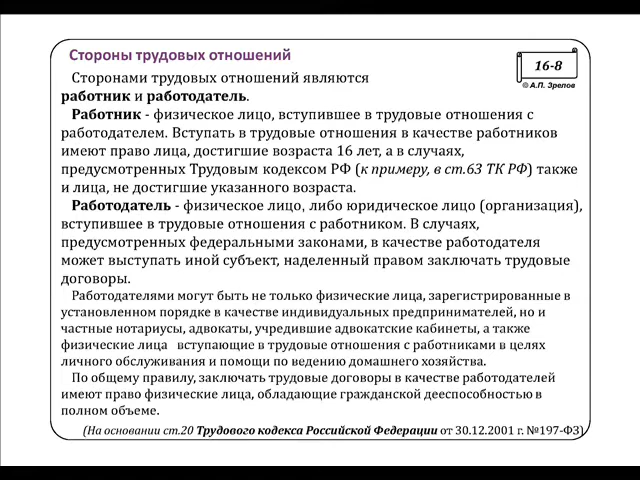 Стороны трудовых отношений
16-8
© А.П. Зрелов
Сторонами трудовых отношений являются
работник и работодатель.
Работник - физическое лицо, вступившее в трудовые отношения с
работодателем. Вступать в трудовые отношения в качестве работников
имеют право лица, достигшие возраста 16 лет, а в случаях,
предусмотренных Трудовым кодексом РФ (к примеру, в ст.63 ТК РФ) также
и лица, не достигшие указанного возраста.
Работодатель - физическое лицо, либо юридическое лицо (организация),
вступившее в трудовые отношения с работником. В случаях,
предусмотренных федеральными законами, в качестве работодателя
может выступать иной субъект, наделенный правом заключать трудовые
договоры.
Работодателями могут быть не только физические лица, зарегистрированные в
установленном порядке в качестве индивидуальных предпринимателей, но и
частные нотариусы, адвокаты, учредившие адвокатские кабинеты, а также
физические лица вступающие в трудовые отношения с работниками в целях
личного обслуживания и помощи по ведению домашнего хозяйства.
По общему правилу, заключать трудовые договоры в качестве работодателей
имеют право физические лица, обладающие гражданской дееспособностью в
полном объеме.
(На основании ст.20 Трудового кодекса Российской Федерации от 30.12.2001 г. №197-ФЗ)